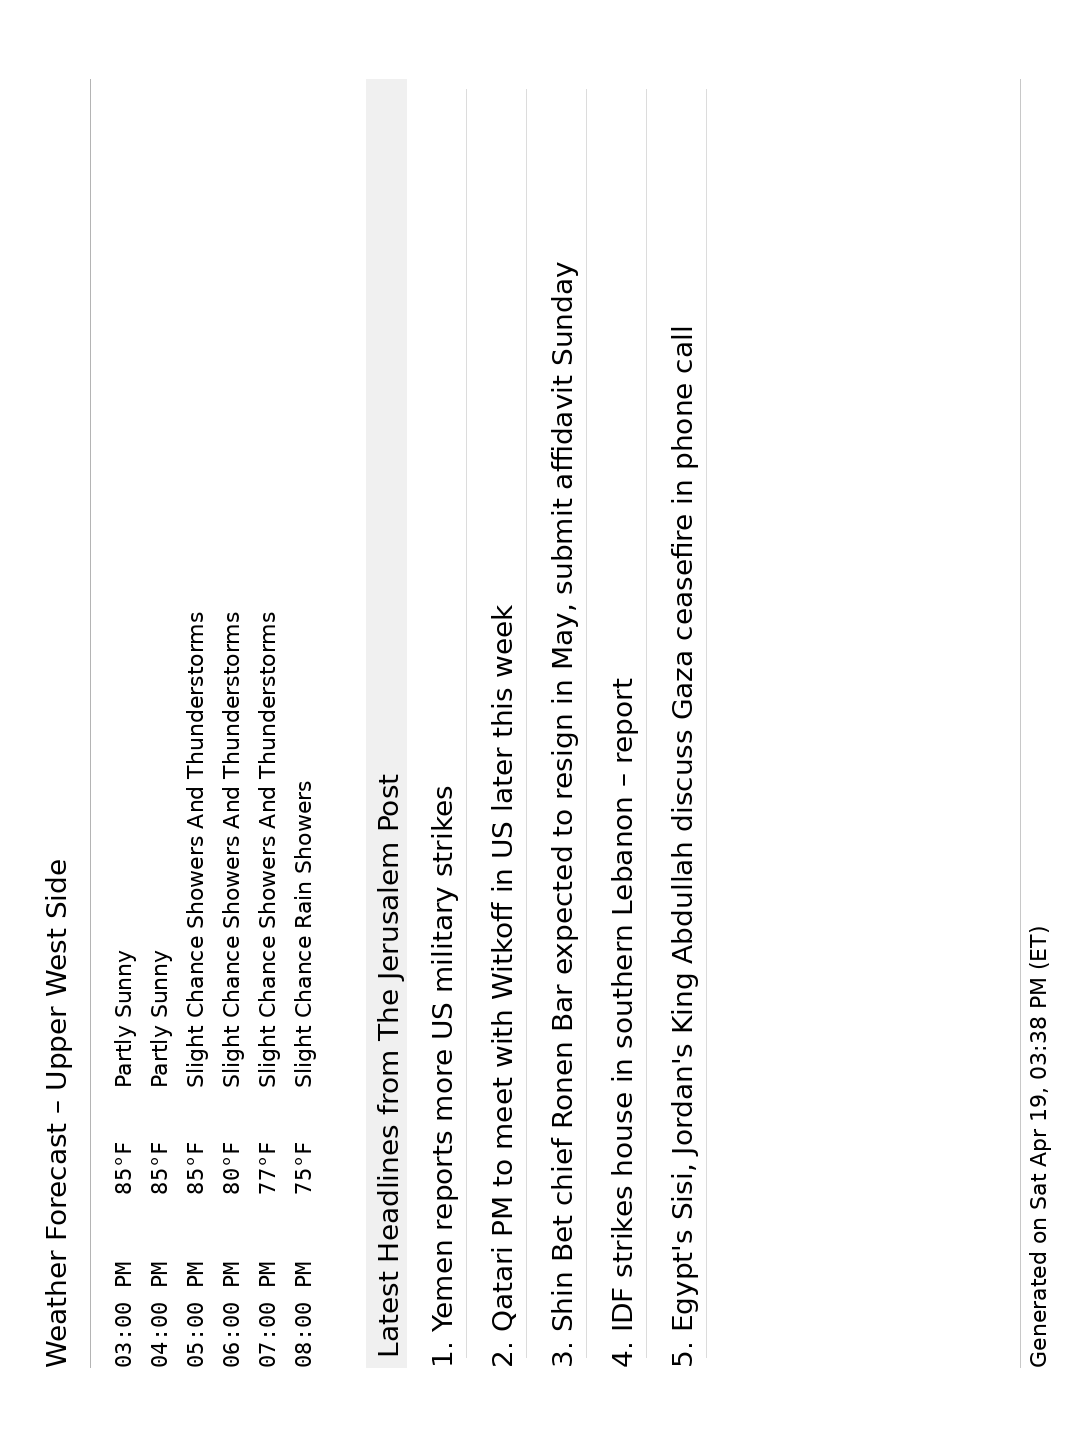 Weather Forecast – Upper West Side
03:00 PM 85°F Partly Sunny
04:00 PM 85°F Partly Sunny
05:00 PM 85°F Slight Chance Showers And Thunderstorms
06:00 PM 80°F Slight Chance Showers And Thunderstorms
07:00 PM 77°F Slight Chance Showers And Thunderstorms
08:00 PM 75°F Slight Chance Rain Showers
Latest Headlines from The Jerusalem Post
1. Yemen reports more US military strikes
2. Qatari PM to meet with Witkoff in US later this week
3. Shin Bet chief Ronen Bar expected to resign in May, submit affidavit Sunday
4. IDF strikes house in southern Lebanon – report
5. Egypt's Sisi, Jordan's King Abdullah discuss Gaza ceasefire in phone call
Generated on Sat Apr 19, 03:38 PM (ET)